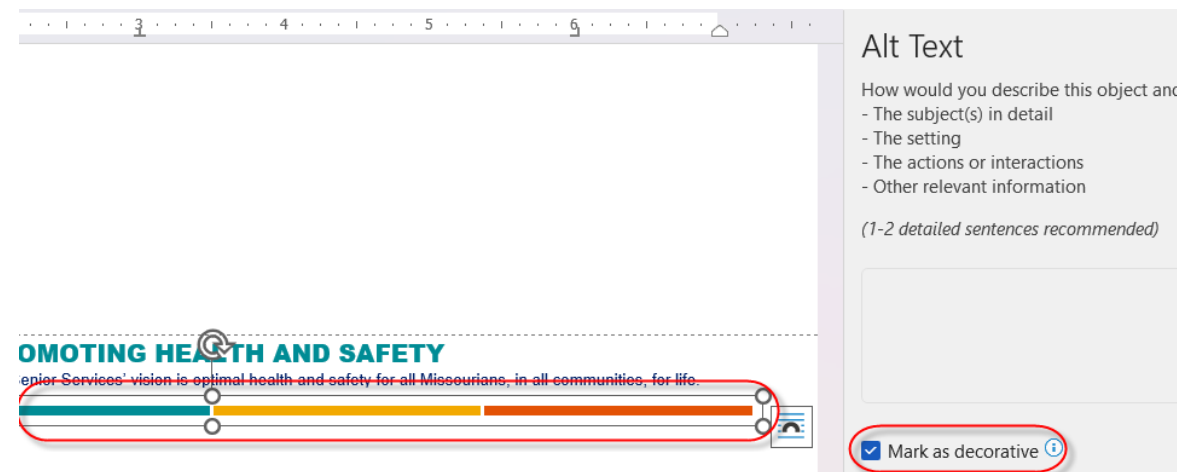 3 4 5 6
Alt Text
How would you describe this object and
- The subject(s) in detail
- The setting
- The actions or interactions
- Other relevant information
(1-2 detailed sentences recommended)
OMOTING HEALTH AND SAFETY
enior Services' vision is optimal health and safety for all Missourians, in all communities, for life.
Mark as decorative